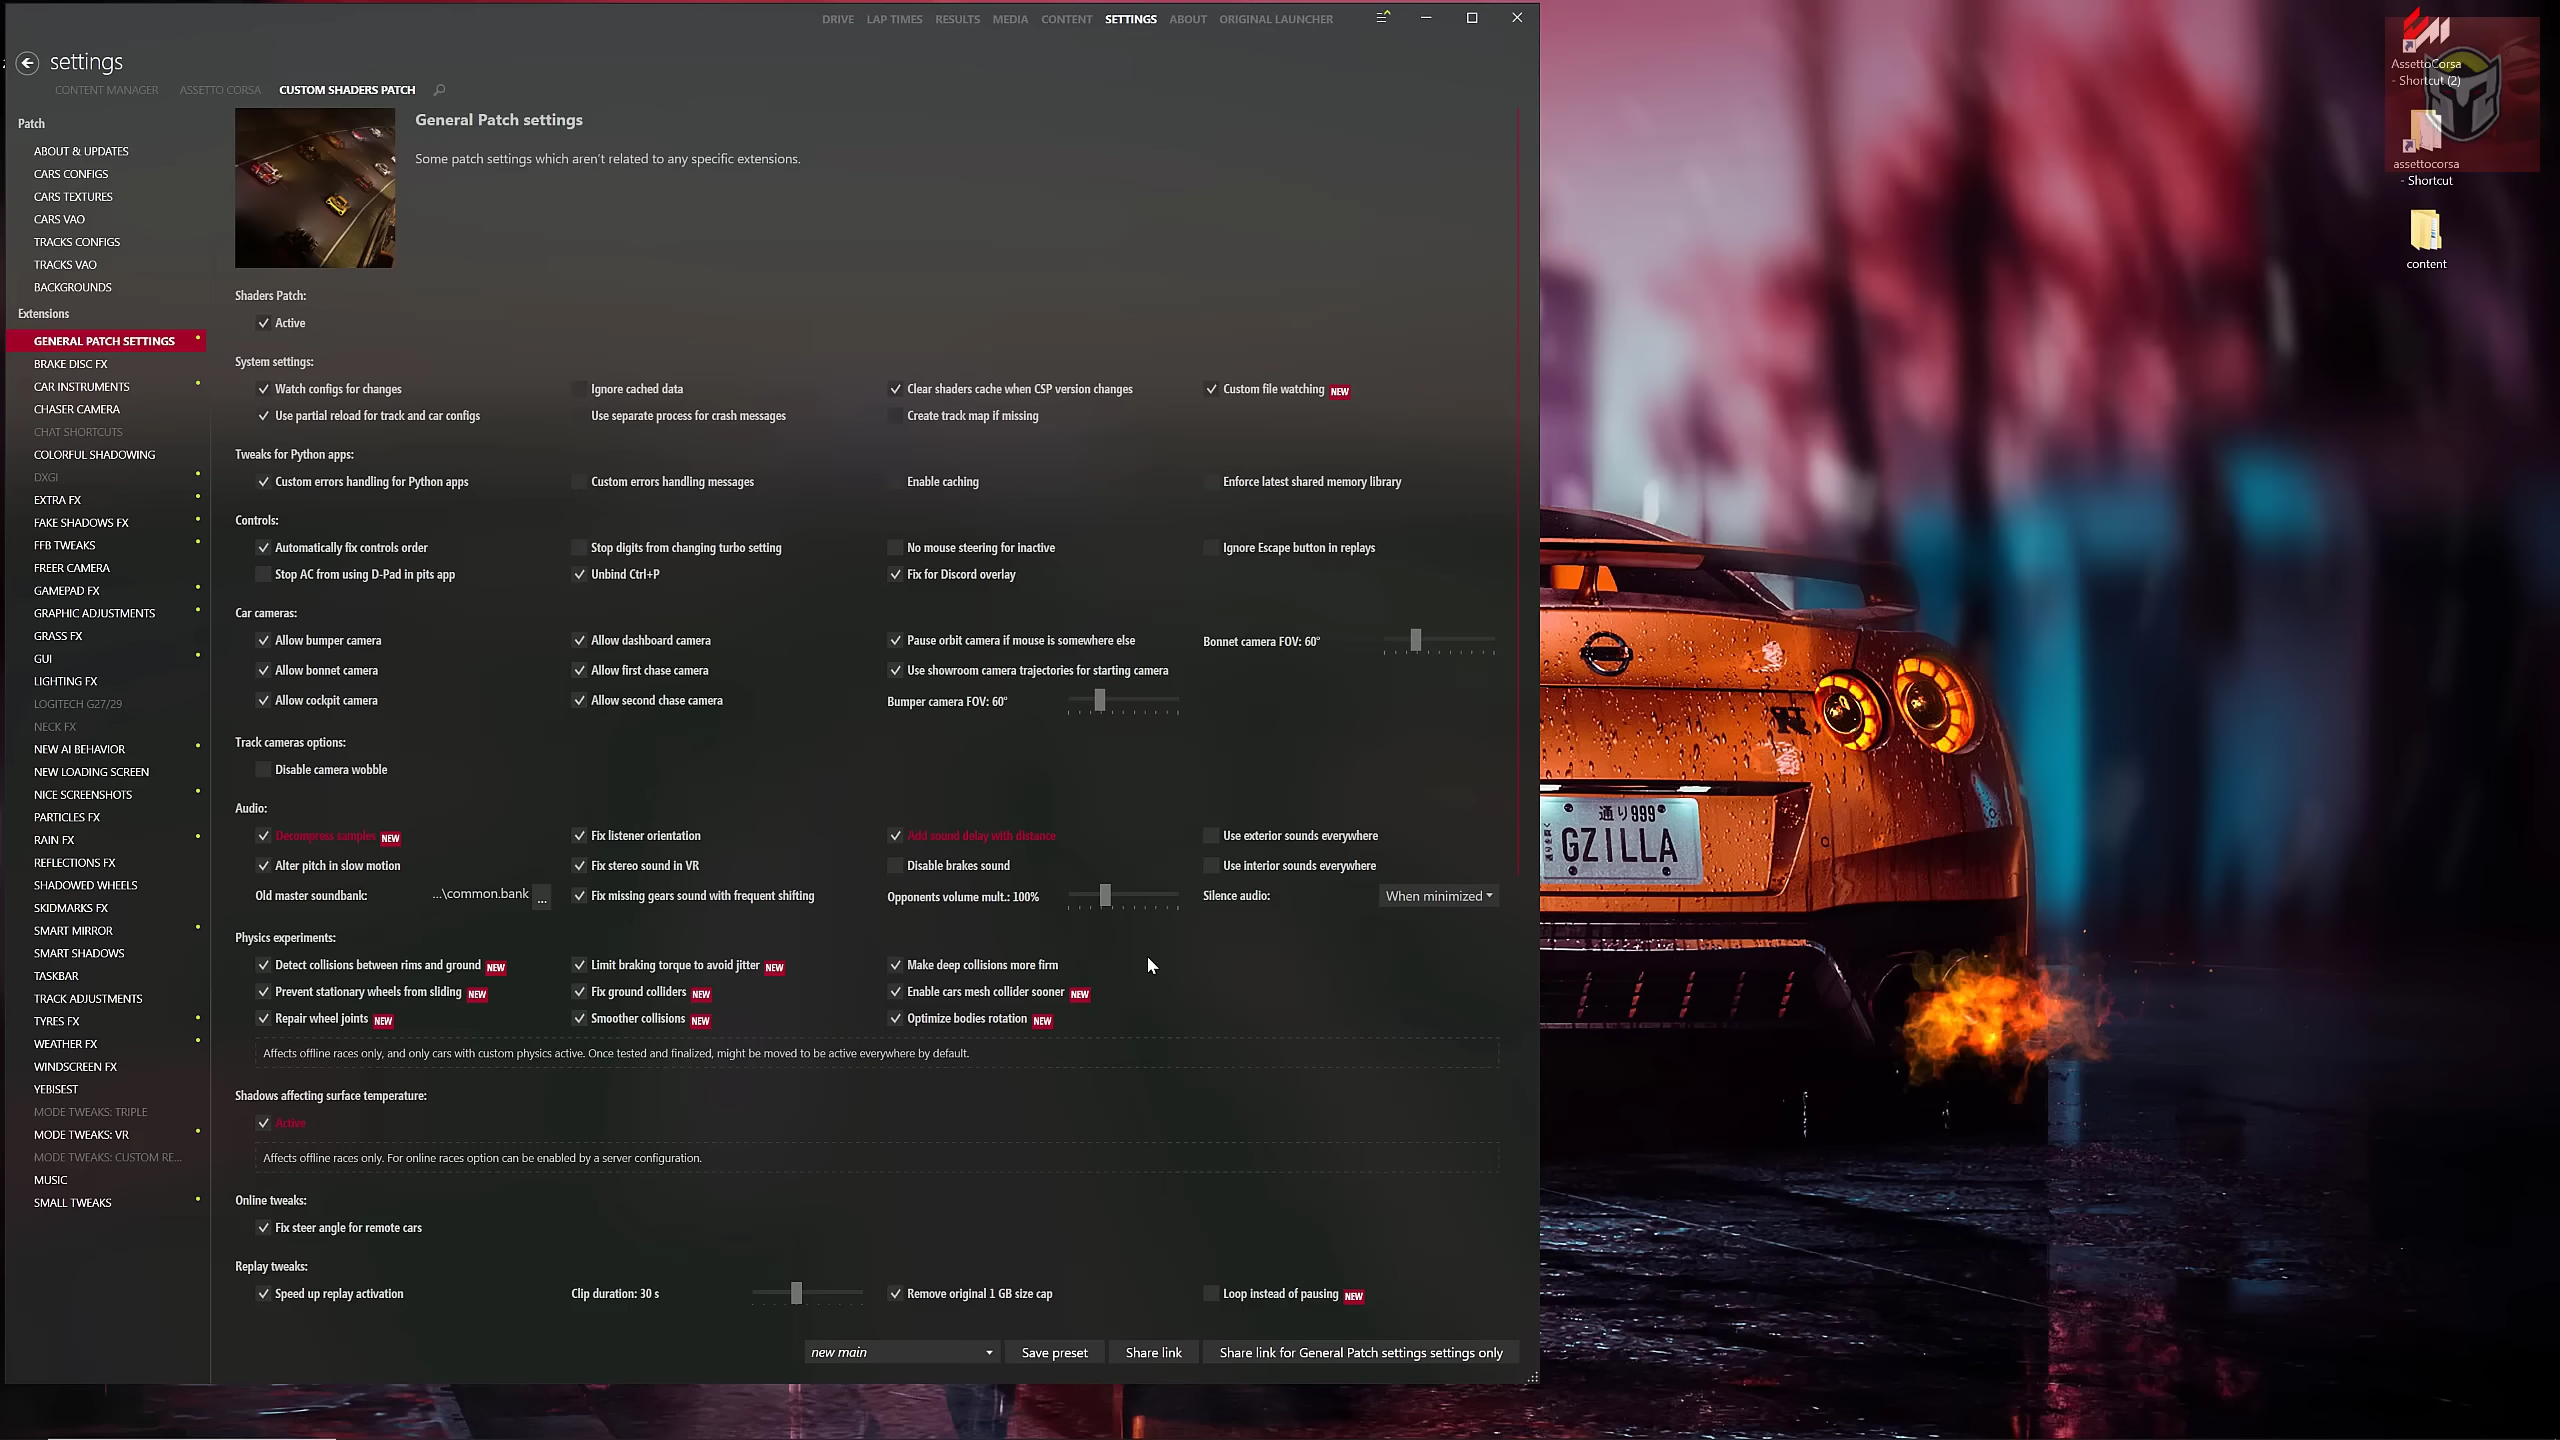 DRIVE LAP TIMES RESULTS MEDIA CONTENT SETTINGS ABOUT ORIGINAL LAUNCHER
settings
CONTENT MANAGER ASSETTO CORSA CUSTOM SHADERS PATCH
Patch
ABOUT & UPDATES
CARS CONFIGS
CARS TEXTURES
CARS VAO
TRACKS CONFIGS
TRACKS VAO
BACKGROUNDS
Extensions
GENERAL PATCH SETTINGS
BRAKE DISC FX
CAR INSTRUMENTS
CHASER CAMERA
CHAT SHORTCUTS
COLORFUL SHADOWING
DXGI
EXTRA FX
FAKE SHADOWS FX
FFB TWEAKS
FREER CAMERA
GAMEPAD FX
GRAPHIC ADJUSTMENTS
GRASS FX
GUI
LIGHTING FX
LOGITECH G27/29
NECK FX
NEW AI BEHAVIOR
NEW LOADING SCREEN
NICE SCREENSHOTS
PARTICLES FX
RAIN FX
REFLECTIONS FX
SHADOWED WHEELS
SKIDMARKS FX
SMART MIRROR
SMART SHADOWS
TASKBAR
TRACK ADJUSTMENTS
TYRES FX
WEATHER FX
WINDSCREEN FX
YEBISEST
MODE TWEAKS: TRIPLE
MODE TWEAKS: VR
MODE TWEAKS: CUSTOM RE...
MUSIC
SMALL TWEAKS
General Patch settings
Some patch settings which aren't related to any specific extensions.
Shaders Patch:
Active
System settings:
Watch configs for changes Ignore cached data Clear shaders cache when CSP version changes Custom file watching NEW
Use partial reload for track and car configs Use separate process for crash messages Create track map if missing
Tweaks for Python apps:
Custom errors handling for Python apps Custom errors handling messages Enable caching Enforce latest shared memory library
Controls:
Automatically fix controls order Stop digits from changing turbo setting No mouse steering for inactive Ignore Escape button in replays
Stop AC from using D-Pad in pits app Unbind Ctrl+P Fix for Discord overlay
Car cameras:
Allow bumper camera Allow dashboard camera Pause orbit camera if mouse is somewhere else Bonnet camera FOV: 60°
Allow bonnet camera Allow first chase camera Use showroom camera trajectories for starting camera
Allow cockpit camera Allow second chase camera Bumper camera FOV: 60°
Track cameras options:
Disable camera wobble
Audio:
Decompress samples NEW Fix listener orientation Add sound delay with distance Use exterior sounds everywhere
Alter pitch in slow motion Fix stereo sound in VR Disable brakes sound Use interior sounds everywhere
Old master soundbank: ...\common.bank ... Fix missing gears sound with frequent shifting Opponents volume mult.: 100% Silence audio: When minimized
Physics experiments:
Detect collisions between rims and ground NEW Limit braking torque to avoid jitter NEW Make deep collisions more firm
Prevent stationary wheels from sliding NEW Fix ground colliders NEW Enable cars mesh collider sooner NEW
Repair wheel joints NEW Smoother collisions NEW Optimize bodies rotation NEW
Affects offline races only, and only cars with custom physics active. Once tested and finalized, might be moved to be active everywhere by default.
Shadows affecting surface temperature:
Active
Affects offline races only. For online races option can be enabled by a server configuration.
Online tweaks:
Fix steer angle for remote cars
Replay tweaks:
Speed up replay activation Clip duration: 30 s Remove original 1 GB size cap Loop instead of pausing NEW
new main Save preset Share link Share link for General Patch settings settings only
AssettoCorsa
- Shortcut (2)
assettocorsa
- Shortcut
content
通り999
GZILLA